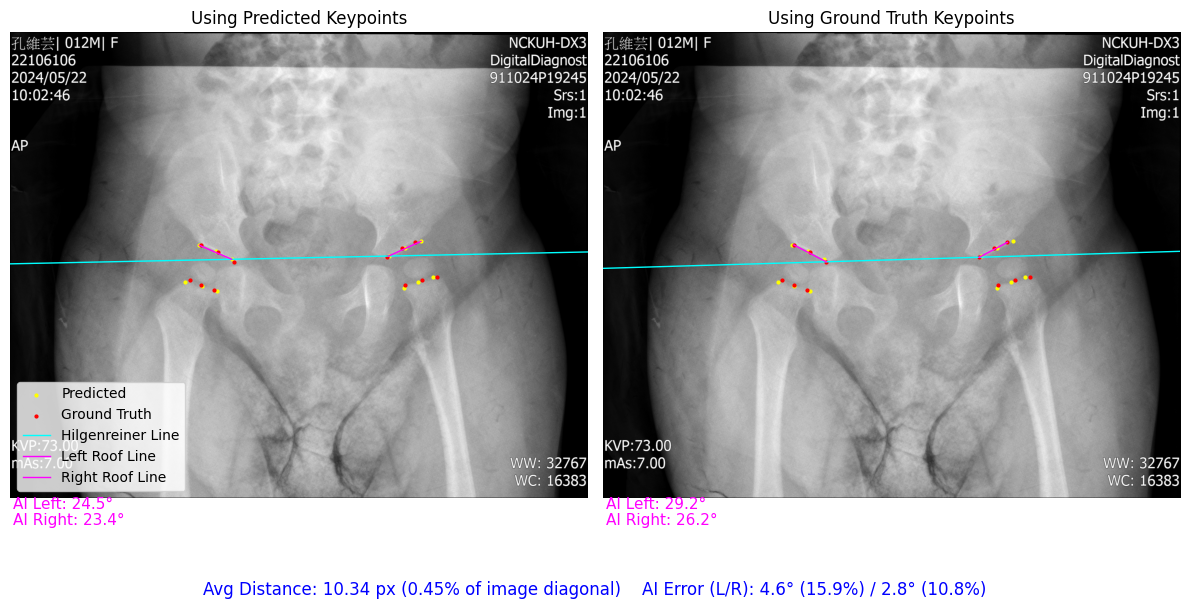 Using Predicted Keypoints
孔維芸| 012M| F
22106106
2024/05/22
10:02:46
AP
NCKUH-DX3
DigitalDiagnost
911024P19245
Srs:1
Img:1
Predicted
Ground Truth
Hilgenreiner Line
Left Roof Line
Right Roof Line
KVP:73.00
mAs:7.00
WW: 32767
WC: 16383
AI Left: 24.5°
AI Right: 23.4°
Using Ground Truth Keypoints
孔維芸| 012M| F
22106106
2024/05/22
10:02:46
AP
NCKUH-DX3
DigitalDiagnost
911024P19245
Srs:1
Img:1
KVP:73.00
mAs:7.00
WW: 32767
WC: 16383
AI Left: 29.2°
AI Right: 26.2°
Avg Distance: 10.34 px (0.45% of image diagonal)    AI Error (L/R): 4.6° (15.9%) / 2.8° (10.8%)